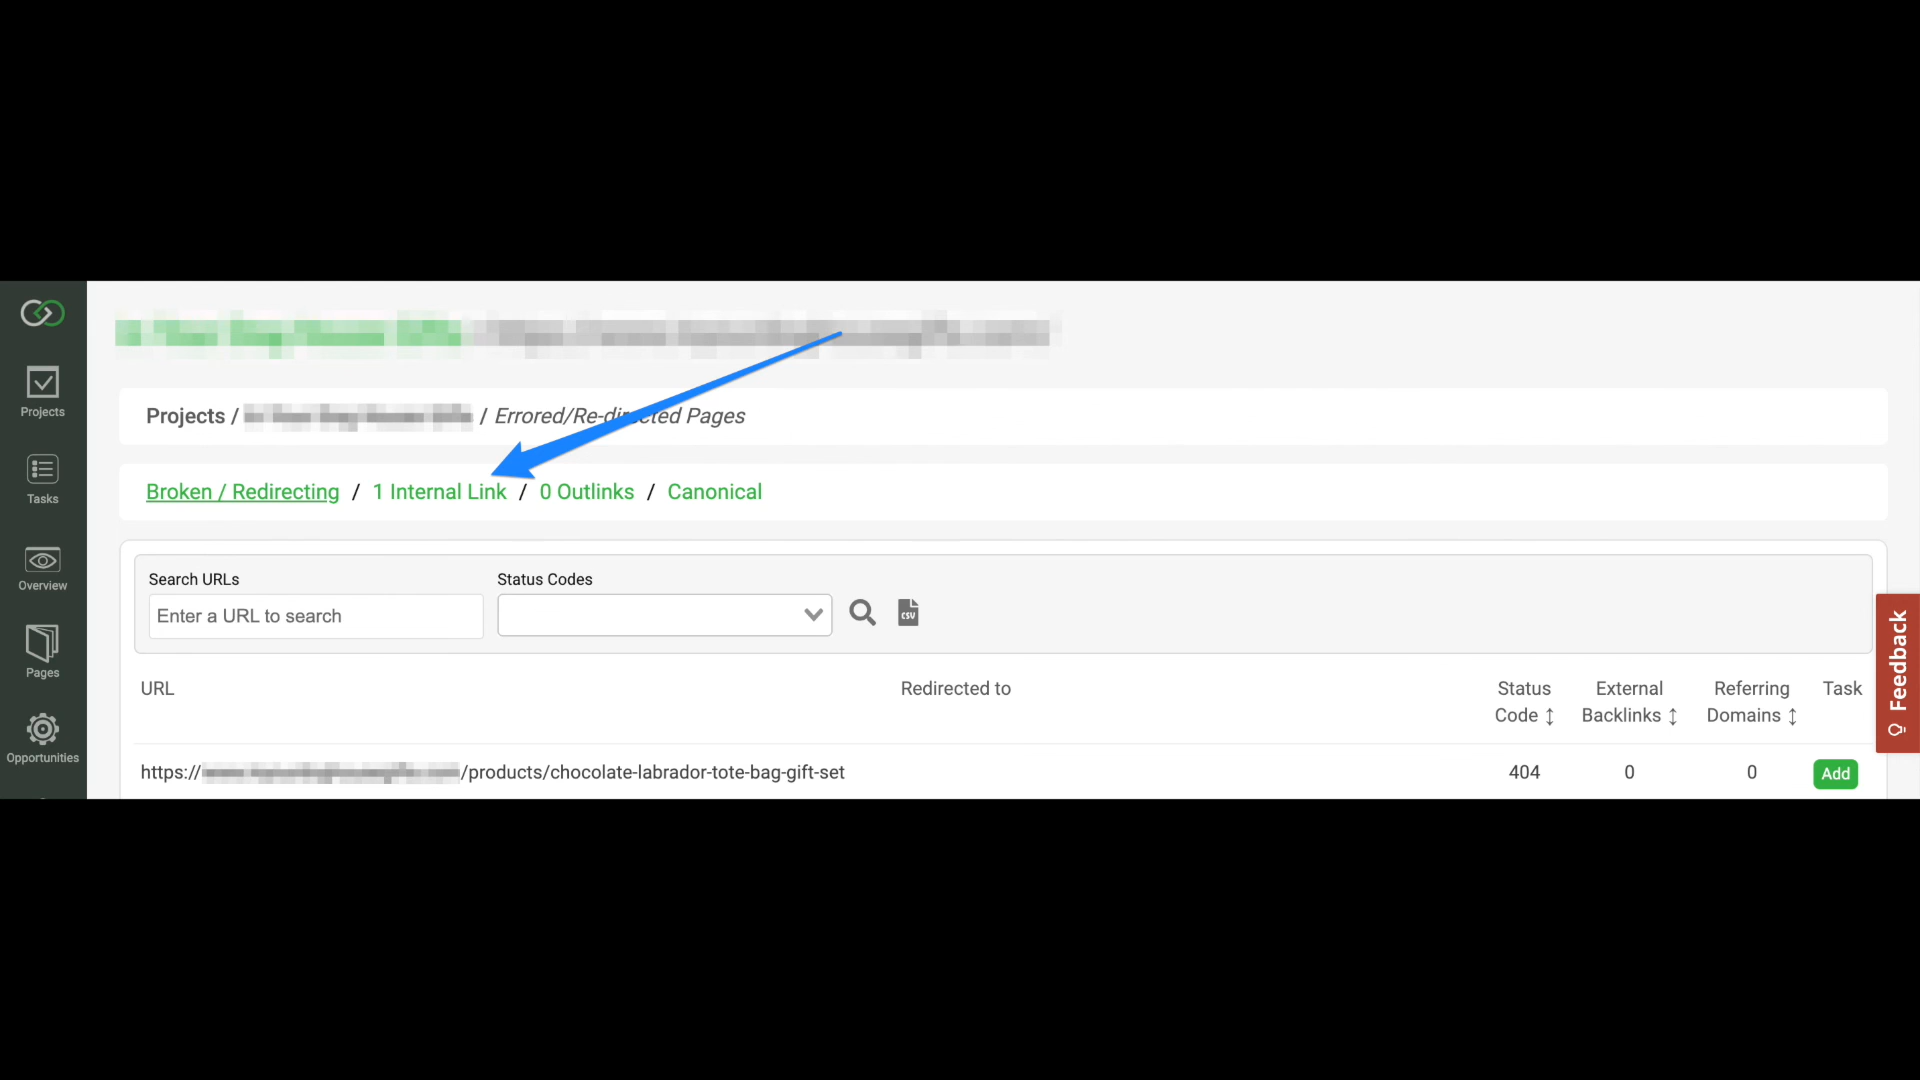 Projects / / Errored/Re-directed Pages
Broken / Redirecting / 1 Internal Link / 0 Outlinks / Canonical
Projects
Tasks
Overview
Pages
Opportunities
Search URLs
Status Codes
Enter a URL to search
CSV
URL
Redirected to
Status Code
External Backlinks
Referring Domains
Task
https:// /products/chocolate-labrador-tote-bag-gift-set
404
0
0
Add
Feedback